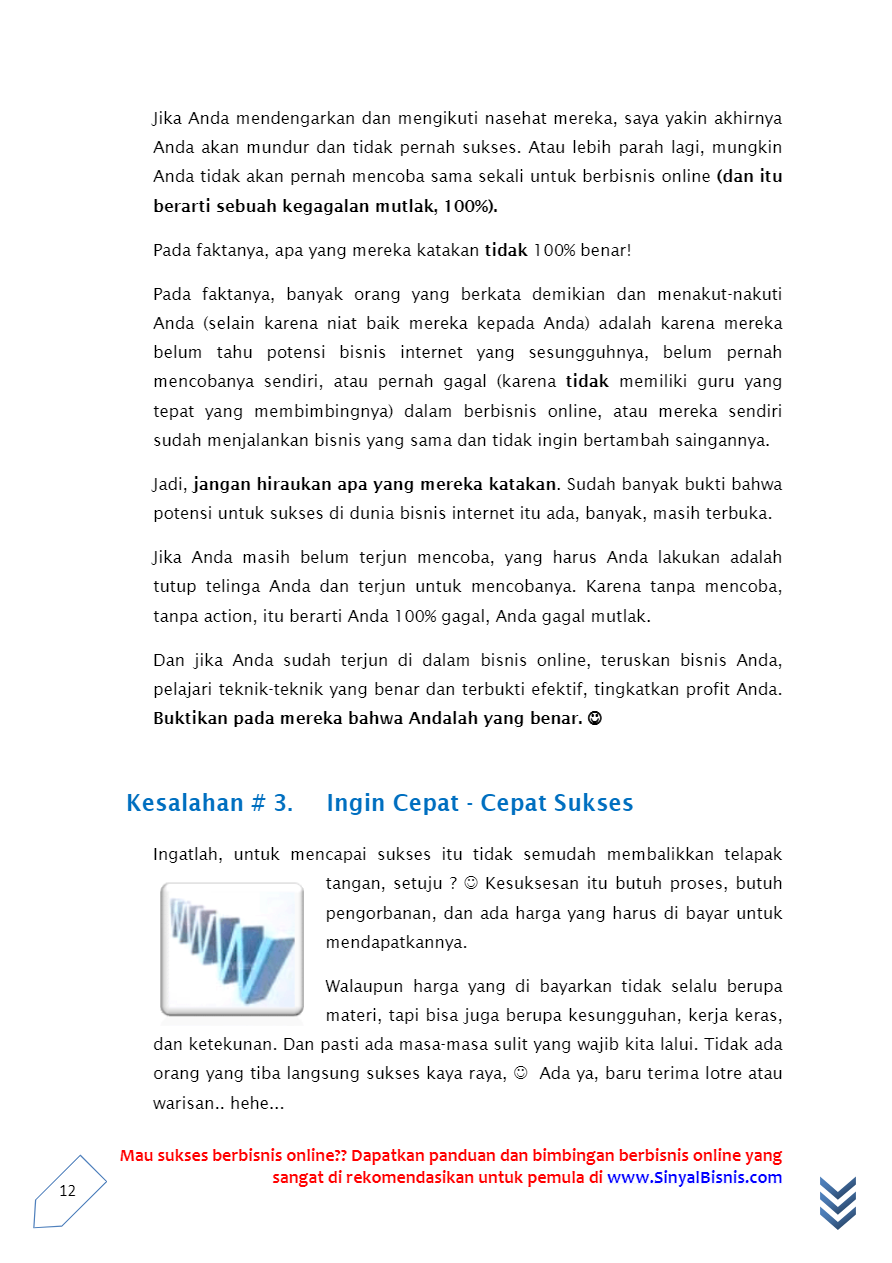 Jika Anda mendengarkan dan mengikuti nasehat mereka, saya yakin akhirnya
Anda akan mundur dan tidak pernah sukses. Atau lebih parah lagi, mungkin
Anda tidak akan pernah mencoba sama sekali untuk berbisnis online (dan itu
berarti sebuah kegagalan mutlak, 100%).
Pada faktanya, apa yang mereka katakan tidak 100% benar!
Pada faktanya, banyak orang yang berkata demikian dan menakut-nakuti
Anda (selain karena niat baik mereka kepada Anda) adalah karena mereka
belum tahu potensi bisnis internet yang sesungguhnya, belum pernah
mencobanya sendiri, atau pernah gagal (karena tidak memiliki guru yang
tepat yang membimbingnya) dalam berbisnis online, atau mereka sendiri
sudah menjalankan bisnis yang sama dan tidak ingin bertambah saingannya.
Jadi, jangan hiraukan apa yang mereka katakan. Sudah banyak bukti bahwa
potensi untuk sukses di dunia bisnis internet itu ada, banyak, masih terbuka.
Jika Anda masih belum terjun mencoba, yang harus Anda lakukan adalah
tutup telinga Anda dan terjun untuk mencobanya. Karena tanpa mencoba,
tanpa action, itu berarti Anda 100% gagal, Anda gagal mutlak.
Dan jika Anda sudah terjun di dalam bisnis online, teruskan bisnis Anda,
pelajari teknik-teknik yang benar dan terbukti efektif, tingkatkan profit Anda.
Buktikan pada mereka bahwa Andalah yang benar. ☺
Kesalahan # 3. Ingin Cepat - Cepat Sukses
Ingatlah, untuk mencapai sukses itu tidak semudah membalikkan telapak
tangan, setuju ? ☺ Kesuksesan itu butuh proses, butuh
pengorbanan, dan ada harga yang harus di bayar untuk
mendapatkannya.
Walaupun harga yang di bayarkan tidak selalu berupa
materi, tapi bisa juga berupa kesungguhan, kerja keras,
dan ketekunan. Dan pasti ada masa-masa sulit yang wajib kita lalui. Tidak ada
orang yang tiba langsung sukses kaya raya, ☺ Ada ya, baru terima lotre atau
warisan.. hehe...
Mau sukses berbisnis online?? Dapatkan panduan dan bimbingan berbisnis online yang
sangat di rekomendasikan untuk pemula di www.SinyalBisnis.com
12